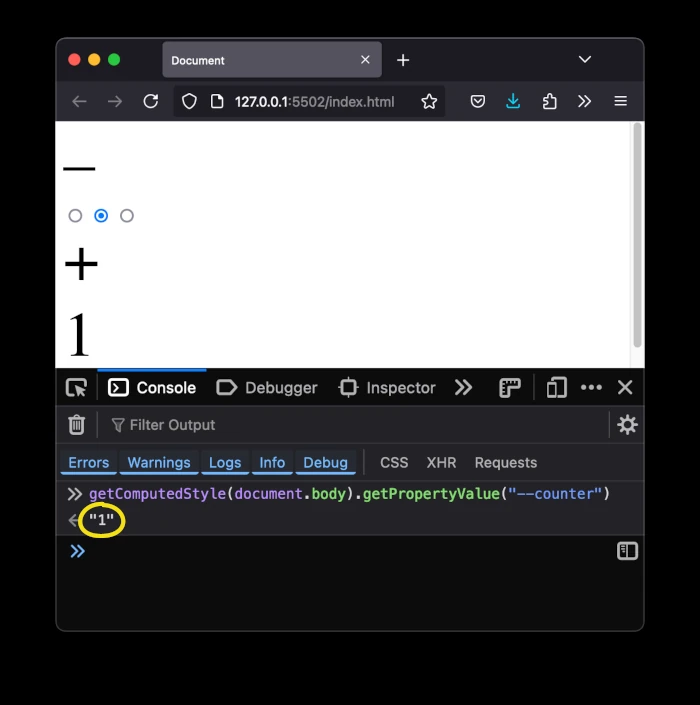 Document
127.0.0.1:5502/index.html
–
+
1
Console Debugger Inspector
Filter Output
Errors Warnings Logs Info Debug CSS XHR Requests
getComputedStyle(document.body).getPropertyValue("--counter")
"1"